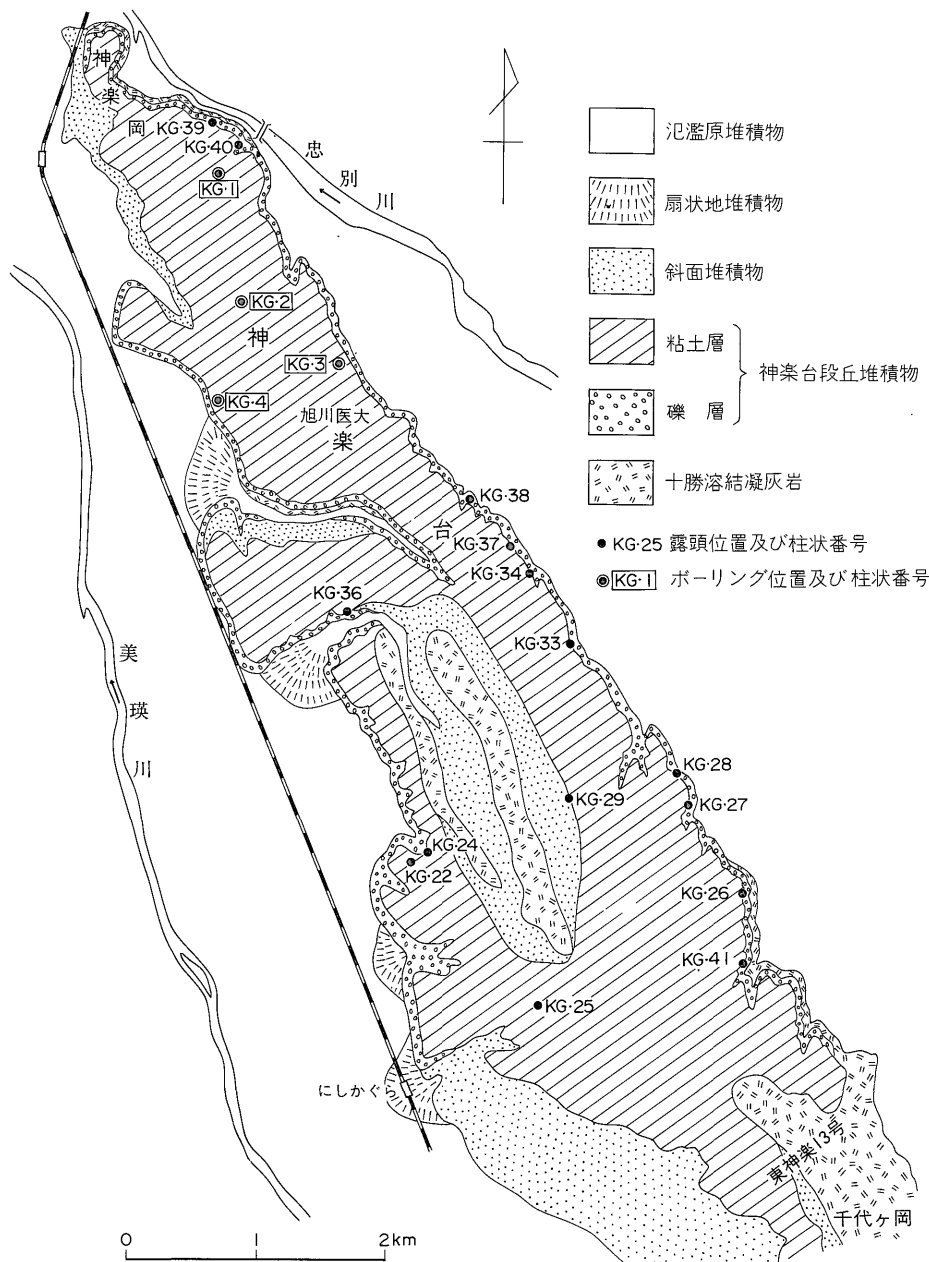 神楽岡
KG·39
KG·40
KG·1
忠別川
KG·2
神楽台
KG·3
KG·4
旭川医大
KG·38
KG·37
KG·34
KG·36
KG·33
美瑛川
KG·28
KG·29
KG·27
KG·24
KG·22
KG·26
KG·41
KG·25
にしかぐら
東神楽13号
千代ヶ岡
0 1 2km
氾濫原堆積物
扇状地堆積物
斜面堆積物
粘土層
礫 層
神楽台段丘堆積物
十勝溶結凝灰岩
KG·25 露頭位置及び柱状番号
KG·1 ボーリング位置及び柱状番号